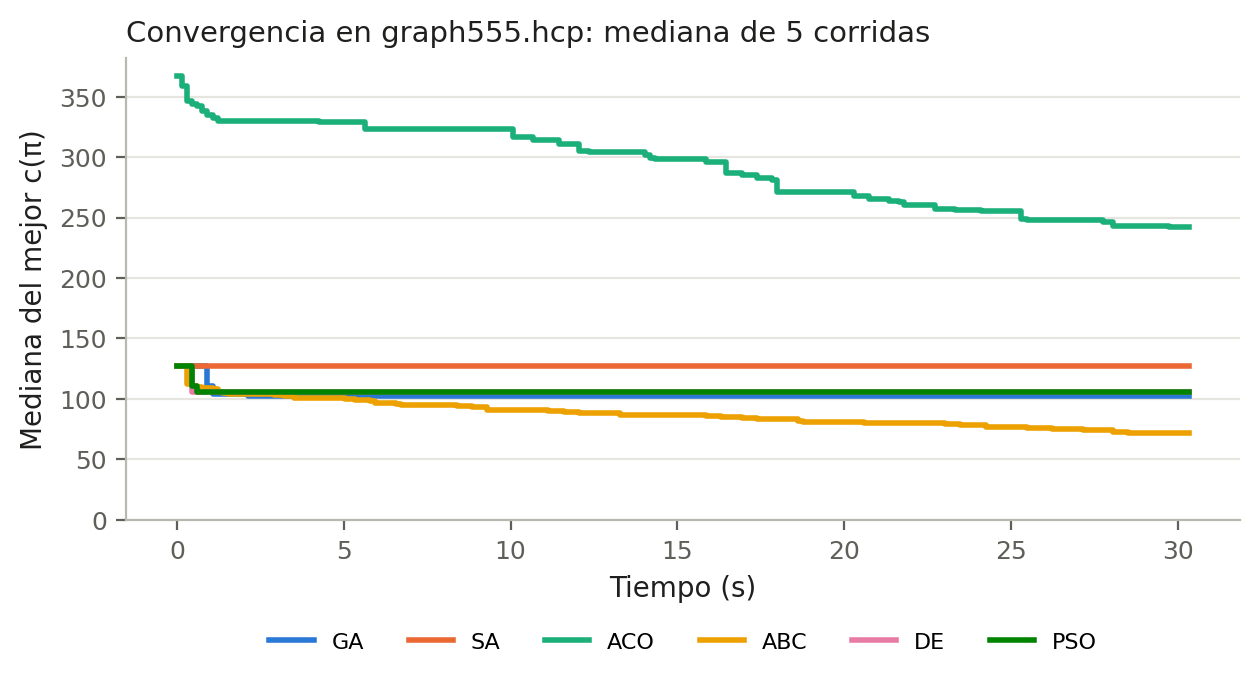 Convergencia en graph555.hcp: mediana de 5 corridas
Mediana del mejor c(π)
350
300
250
200
150
100
50
0
0 5 10 15 20 25 30
Tiempo (s)
GA SA ACO ABC DE PSO